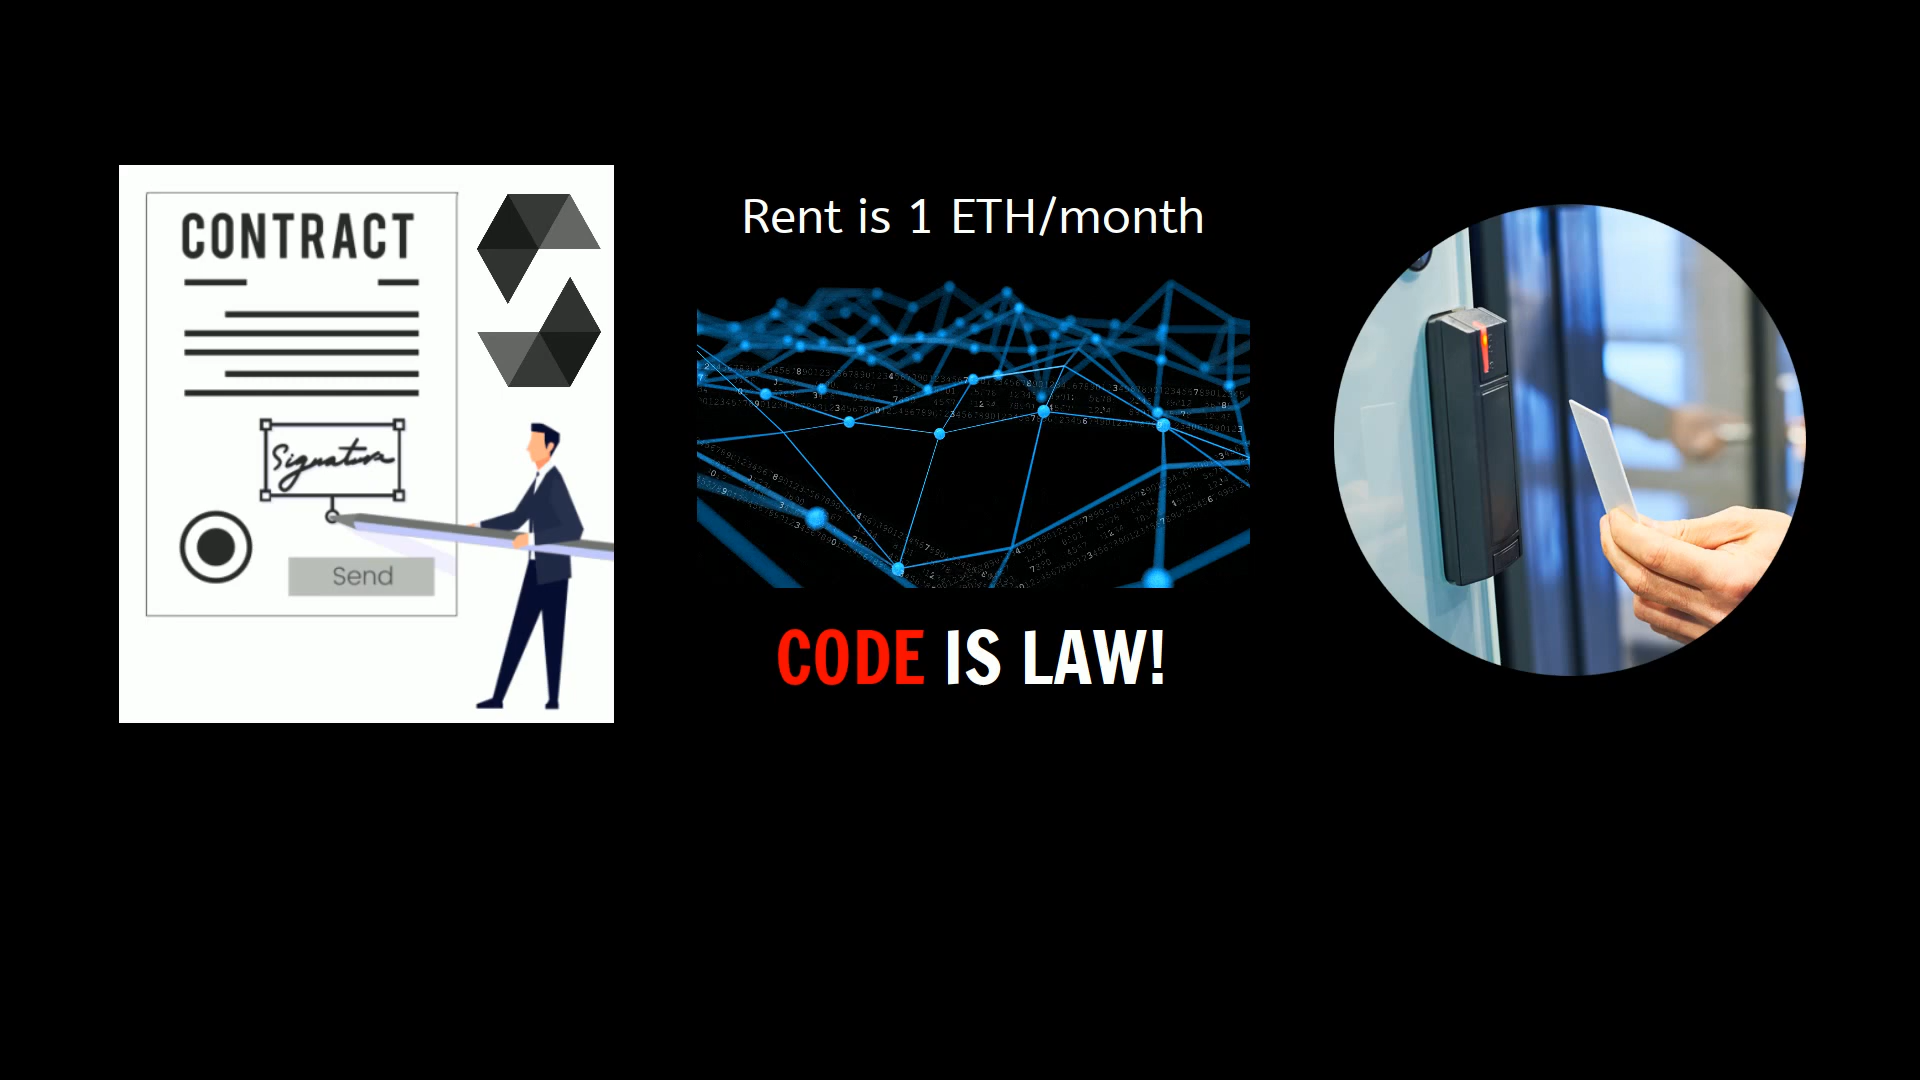 CONTRACT
Signature
Send
Rent is 1 ETH/month
CODE IS LAW!